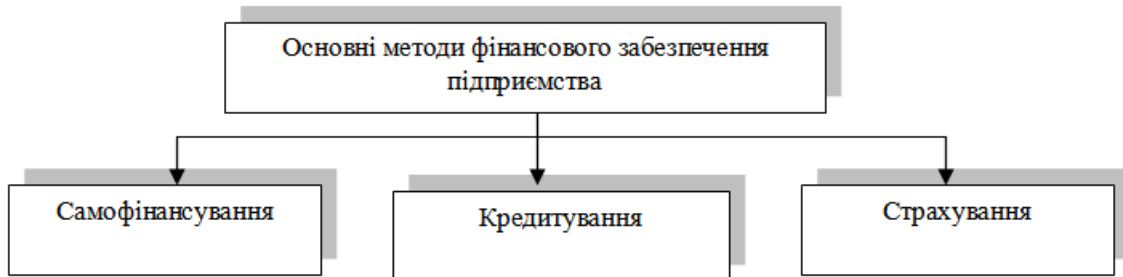 Основні методи фінансового забезпечення
підприємства
Самофінансування
Кредитування
Страхування